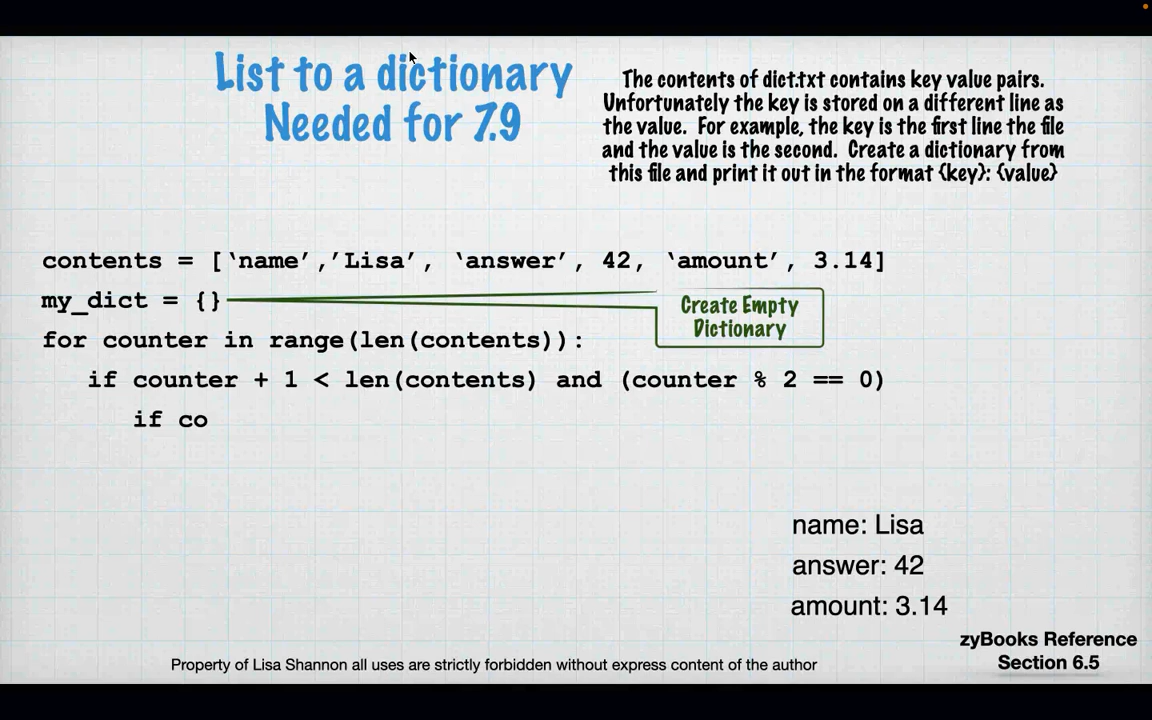 List to a dictionary
Needed for 7.9
The contents of dict.txt contains key value pairs.
Unfortunately the key is stored on a different line as
the value. For example, the key is the first line the file
and the value is the second. Create a dictionary from
this file and print it out in the format {key}: {value}
contents = [‘name’,’Lisa’, ‘answer’, 42, ‘amount’, 3.14]
my_dict = {}
Create Empty
Dictionary
for counter in range(len(contents)):
if counter + 1 < len(contents) and (counter % 2 == 0)
if co
name: Lisa
answer: 42
amount: 3.14
zyBooks Reference
Section 6.5
Property of Lisa Shannon all uses are strictly forbidden without express content of the author